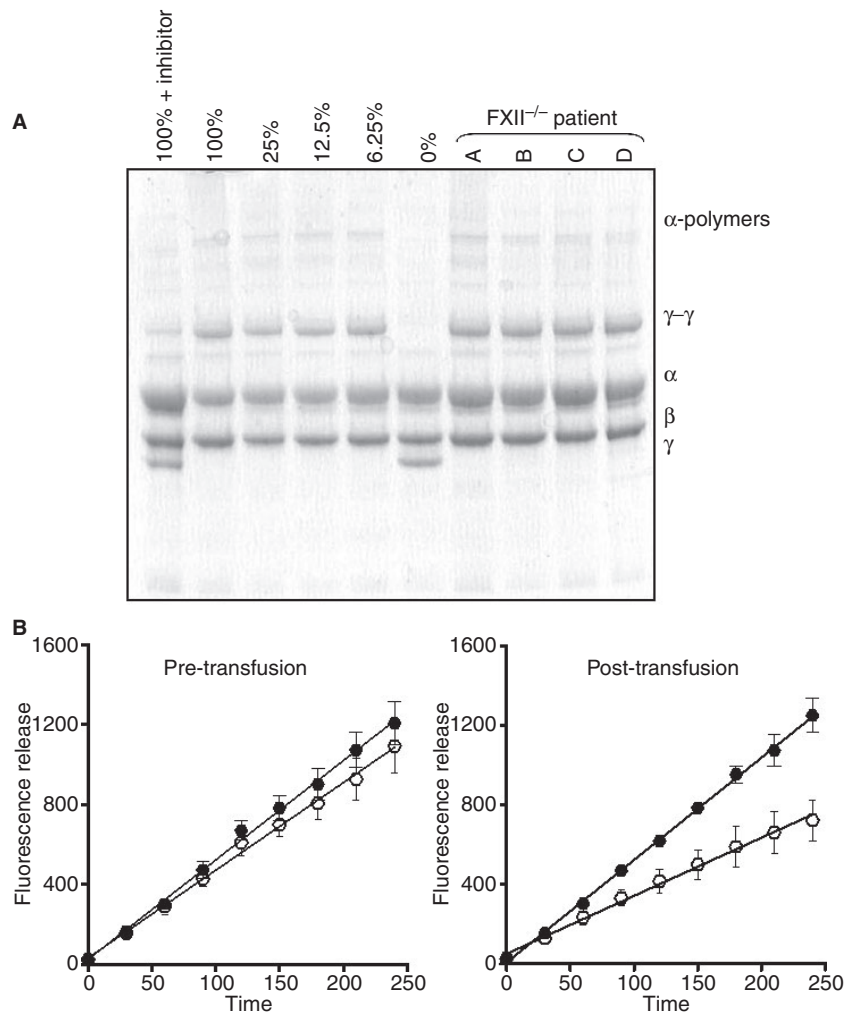 A
100% + inhibitor
100%
25%
12.5%
6.25%
0%
FXII–/– patient
A
B
C
D
α-polymers
γ–γ
α
β
γ
B
Pre-transfusion
Fluorescence release
1600
1200
800
400
0
0 50 100 150 200 250
Time
Post-transfusion
Fluorescence release
1600
1200
800
400
0
0 50 100 150 200 250
Time